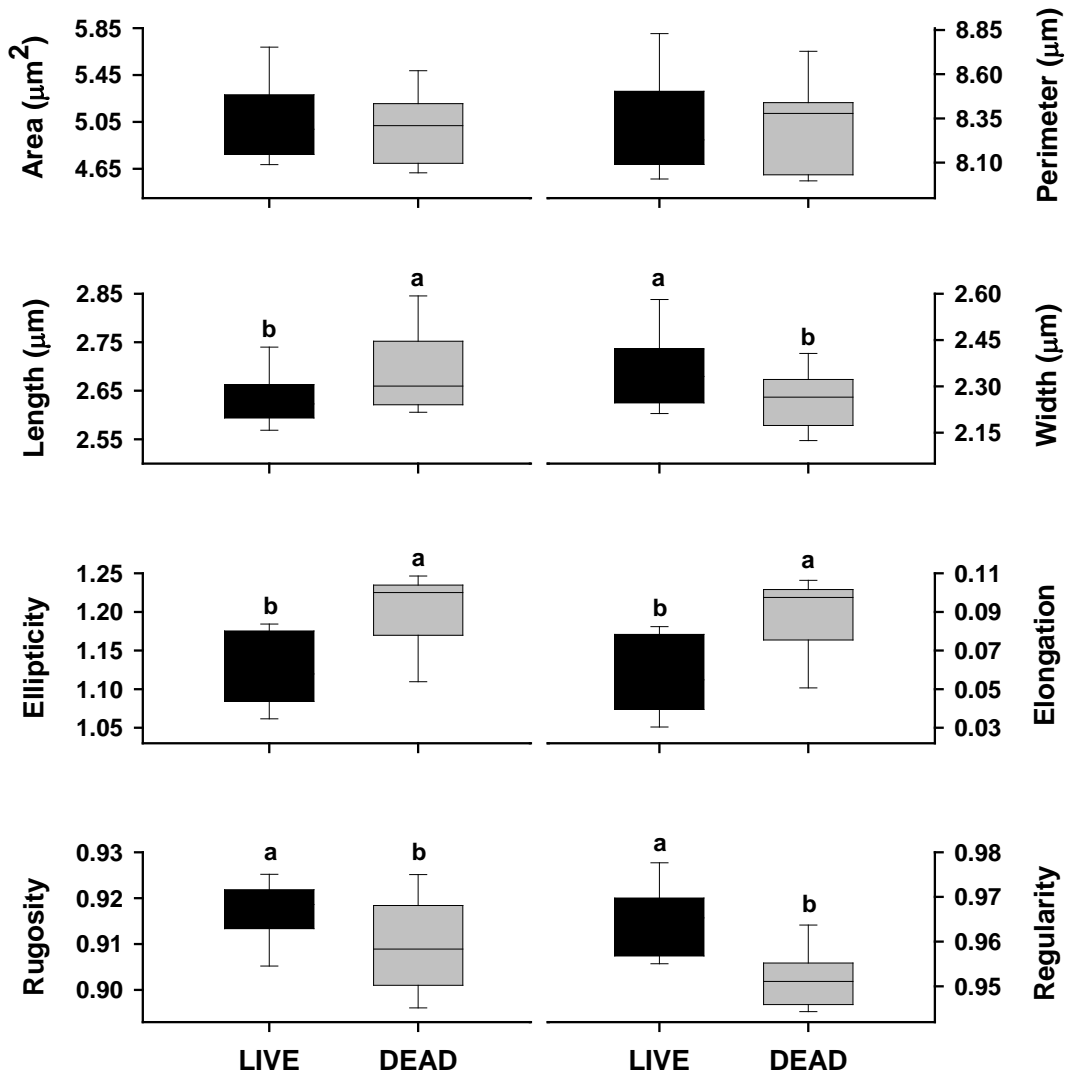 Area (μm²)
5.85
5.45
5.05
4.65
8.85
8.60
8.35
8.10
Perimeter (μm)
Length (μm)
2.85
2.75
2.65
2.55
b
a
a
b
2.60
2.45
2.30
2.15
Width (μm)
Ellipticity
1.25
1.20
1.15
1.10
1.05
b
a
b
a
0.11
0.09
0.07
0.05
0.03
Elongation
Rugosity
0.93
0.92
0.91
0.90
a
b
a
b
0.98
0.97
0.96
0.95
Regularity
LIVE DEAD LIVE DEAD